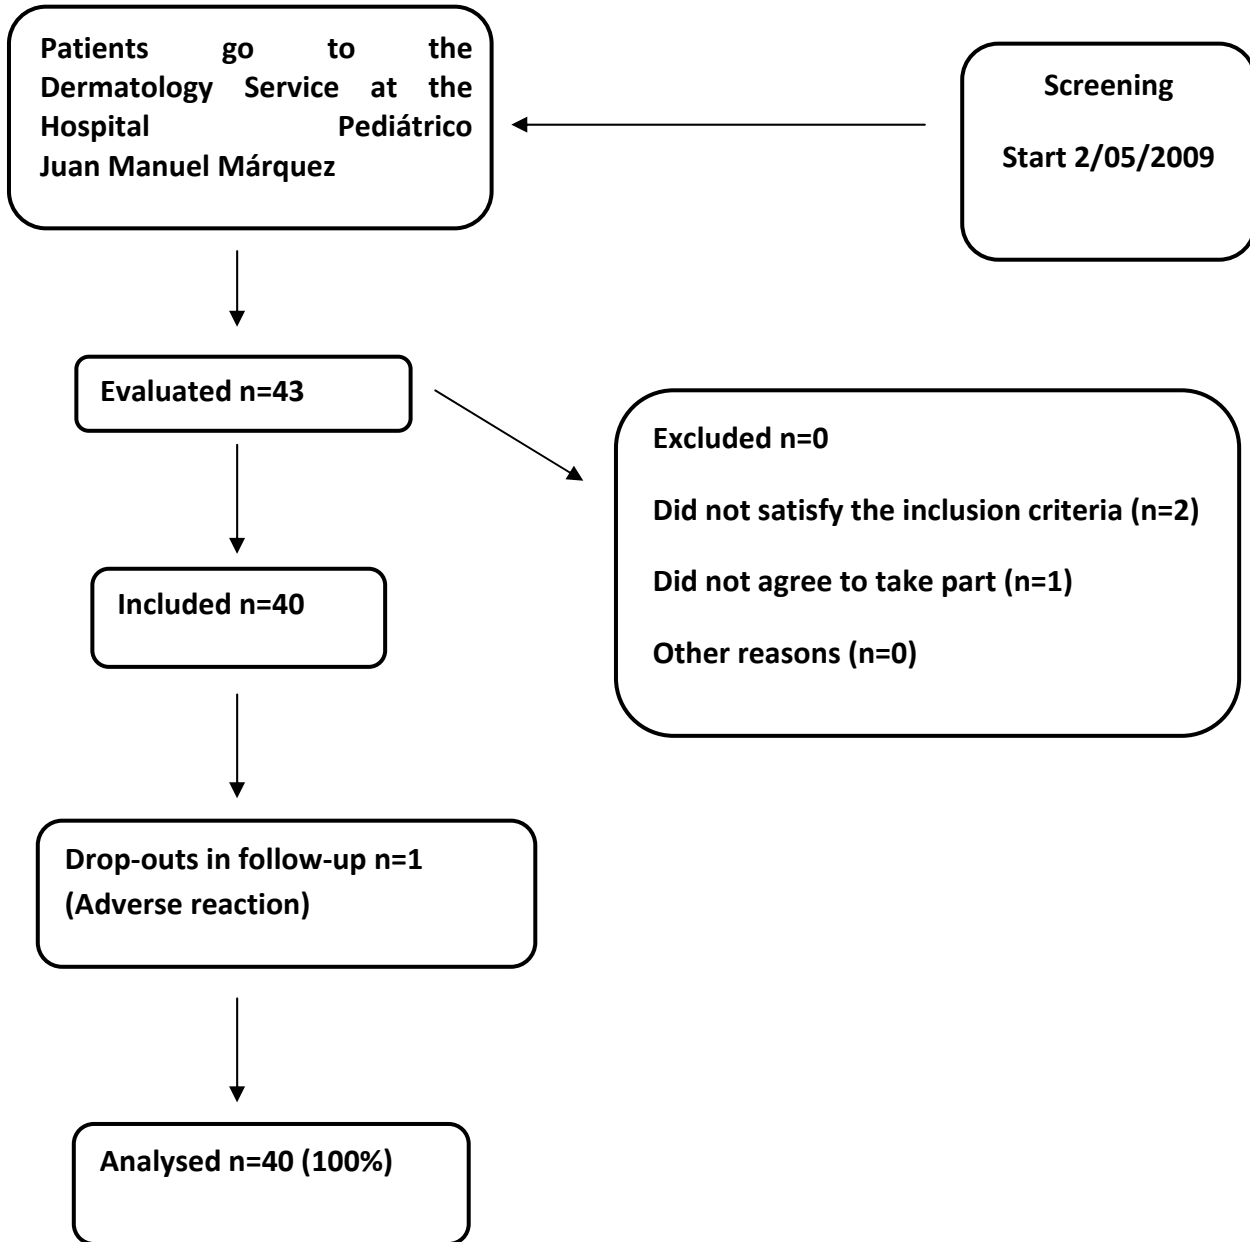 Patients go to the
Dermatology Service at the
Hospital Pediátrico
Juan Manuel Márquez
Screening
Start 2/05/2009
Evaluated n=43
Excluded n=0
Did not satisfy the inclusion criteria (n=2)
Did not agree to take part (n=1)
Other reasons (n=0)
Included n=40
Drop-outs in follow-up n=1
(Adverse reaction)
Analysed n=40 (100%)